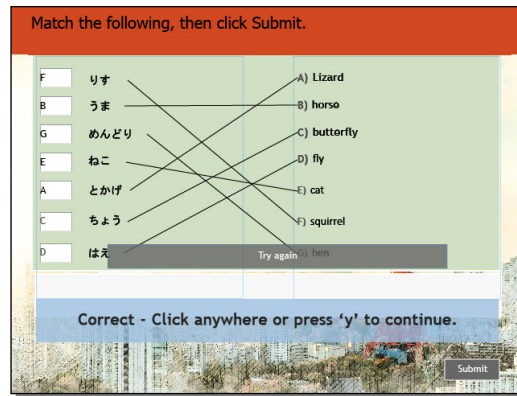 Match the following, then click Submit.
F りす A) Lizard
B うま B) horse
G めんどり C) butterfly
E ねこ D) fly
A とかげ E) cat
C ちょう F) squirrel
D はえ G) hen
Try again
Correct - Click anywhere or press ‘y’ to continue.
Submit